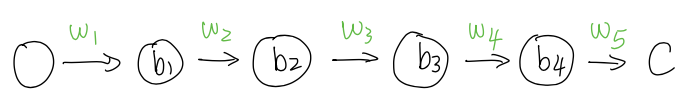 w₁ w₂ w₃ w₄ w₅
b₁ b₂ b₃ b₄ C